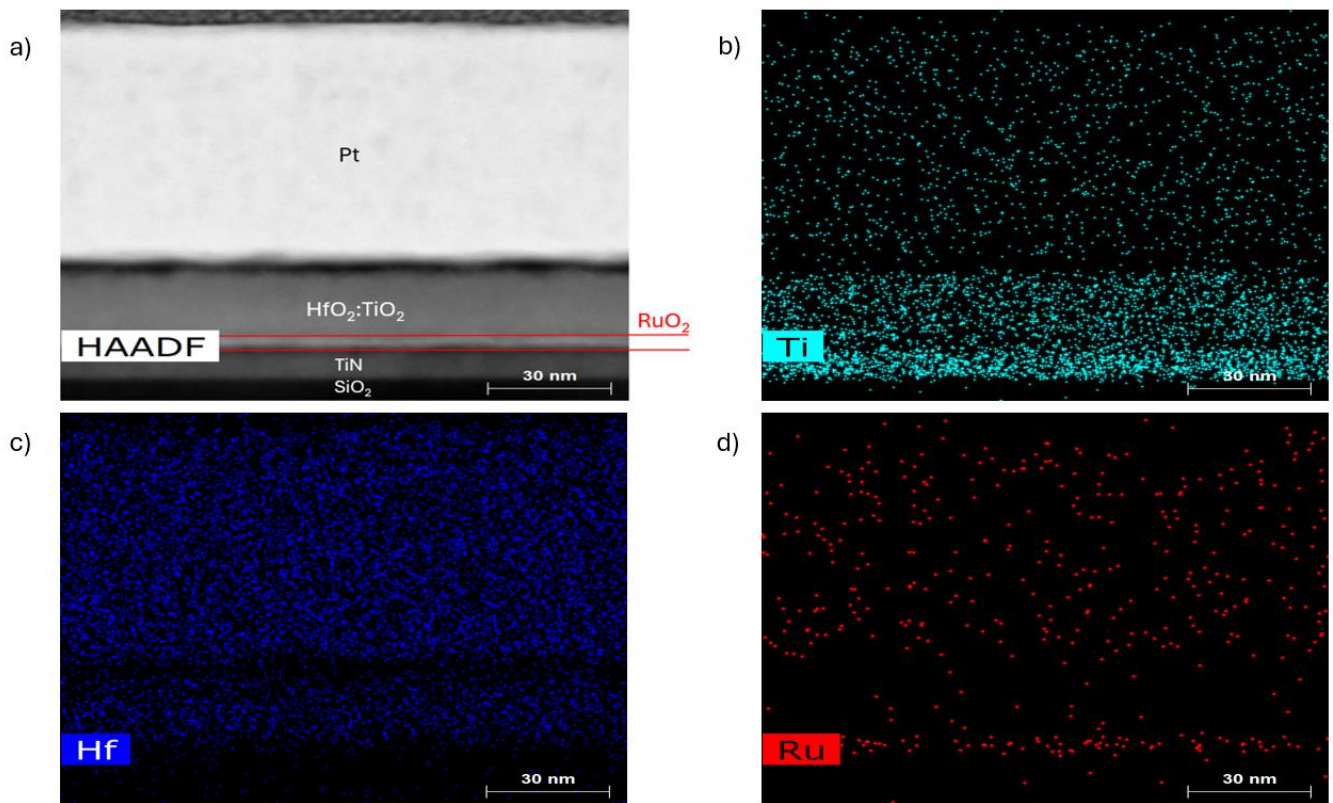 a)
Pt
HfO₂:TiO₂
RuO₂
HAADF
TiN
SiO₂
30 nm
b)
Ti
30 nm
c)
Hf
30 nm
d)
Ru
30 nm